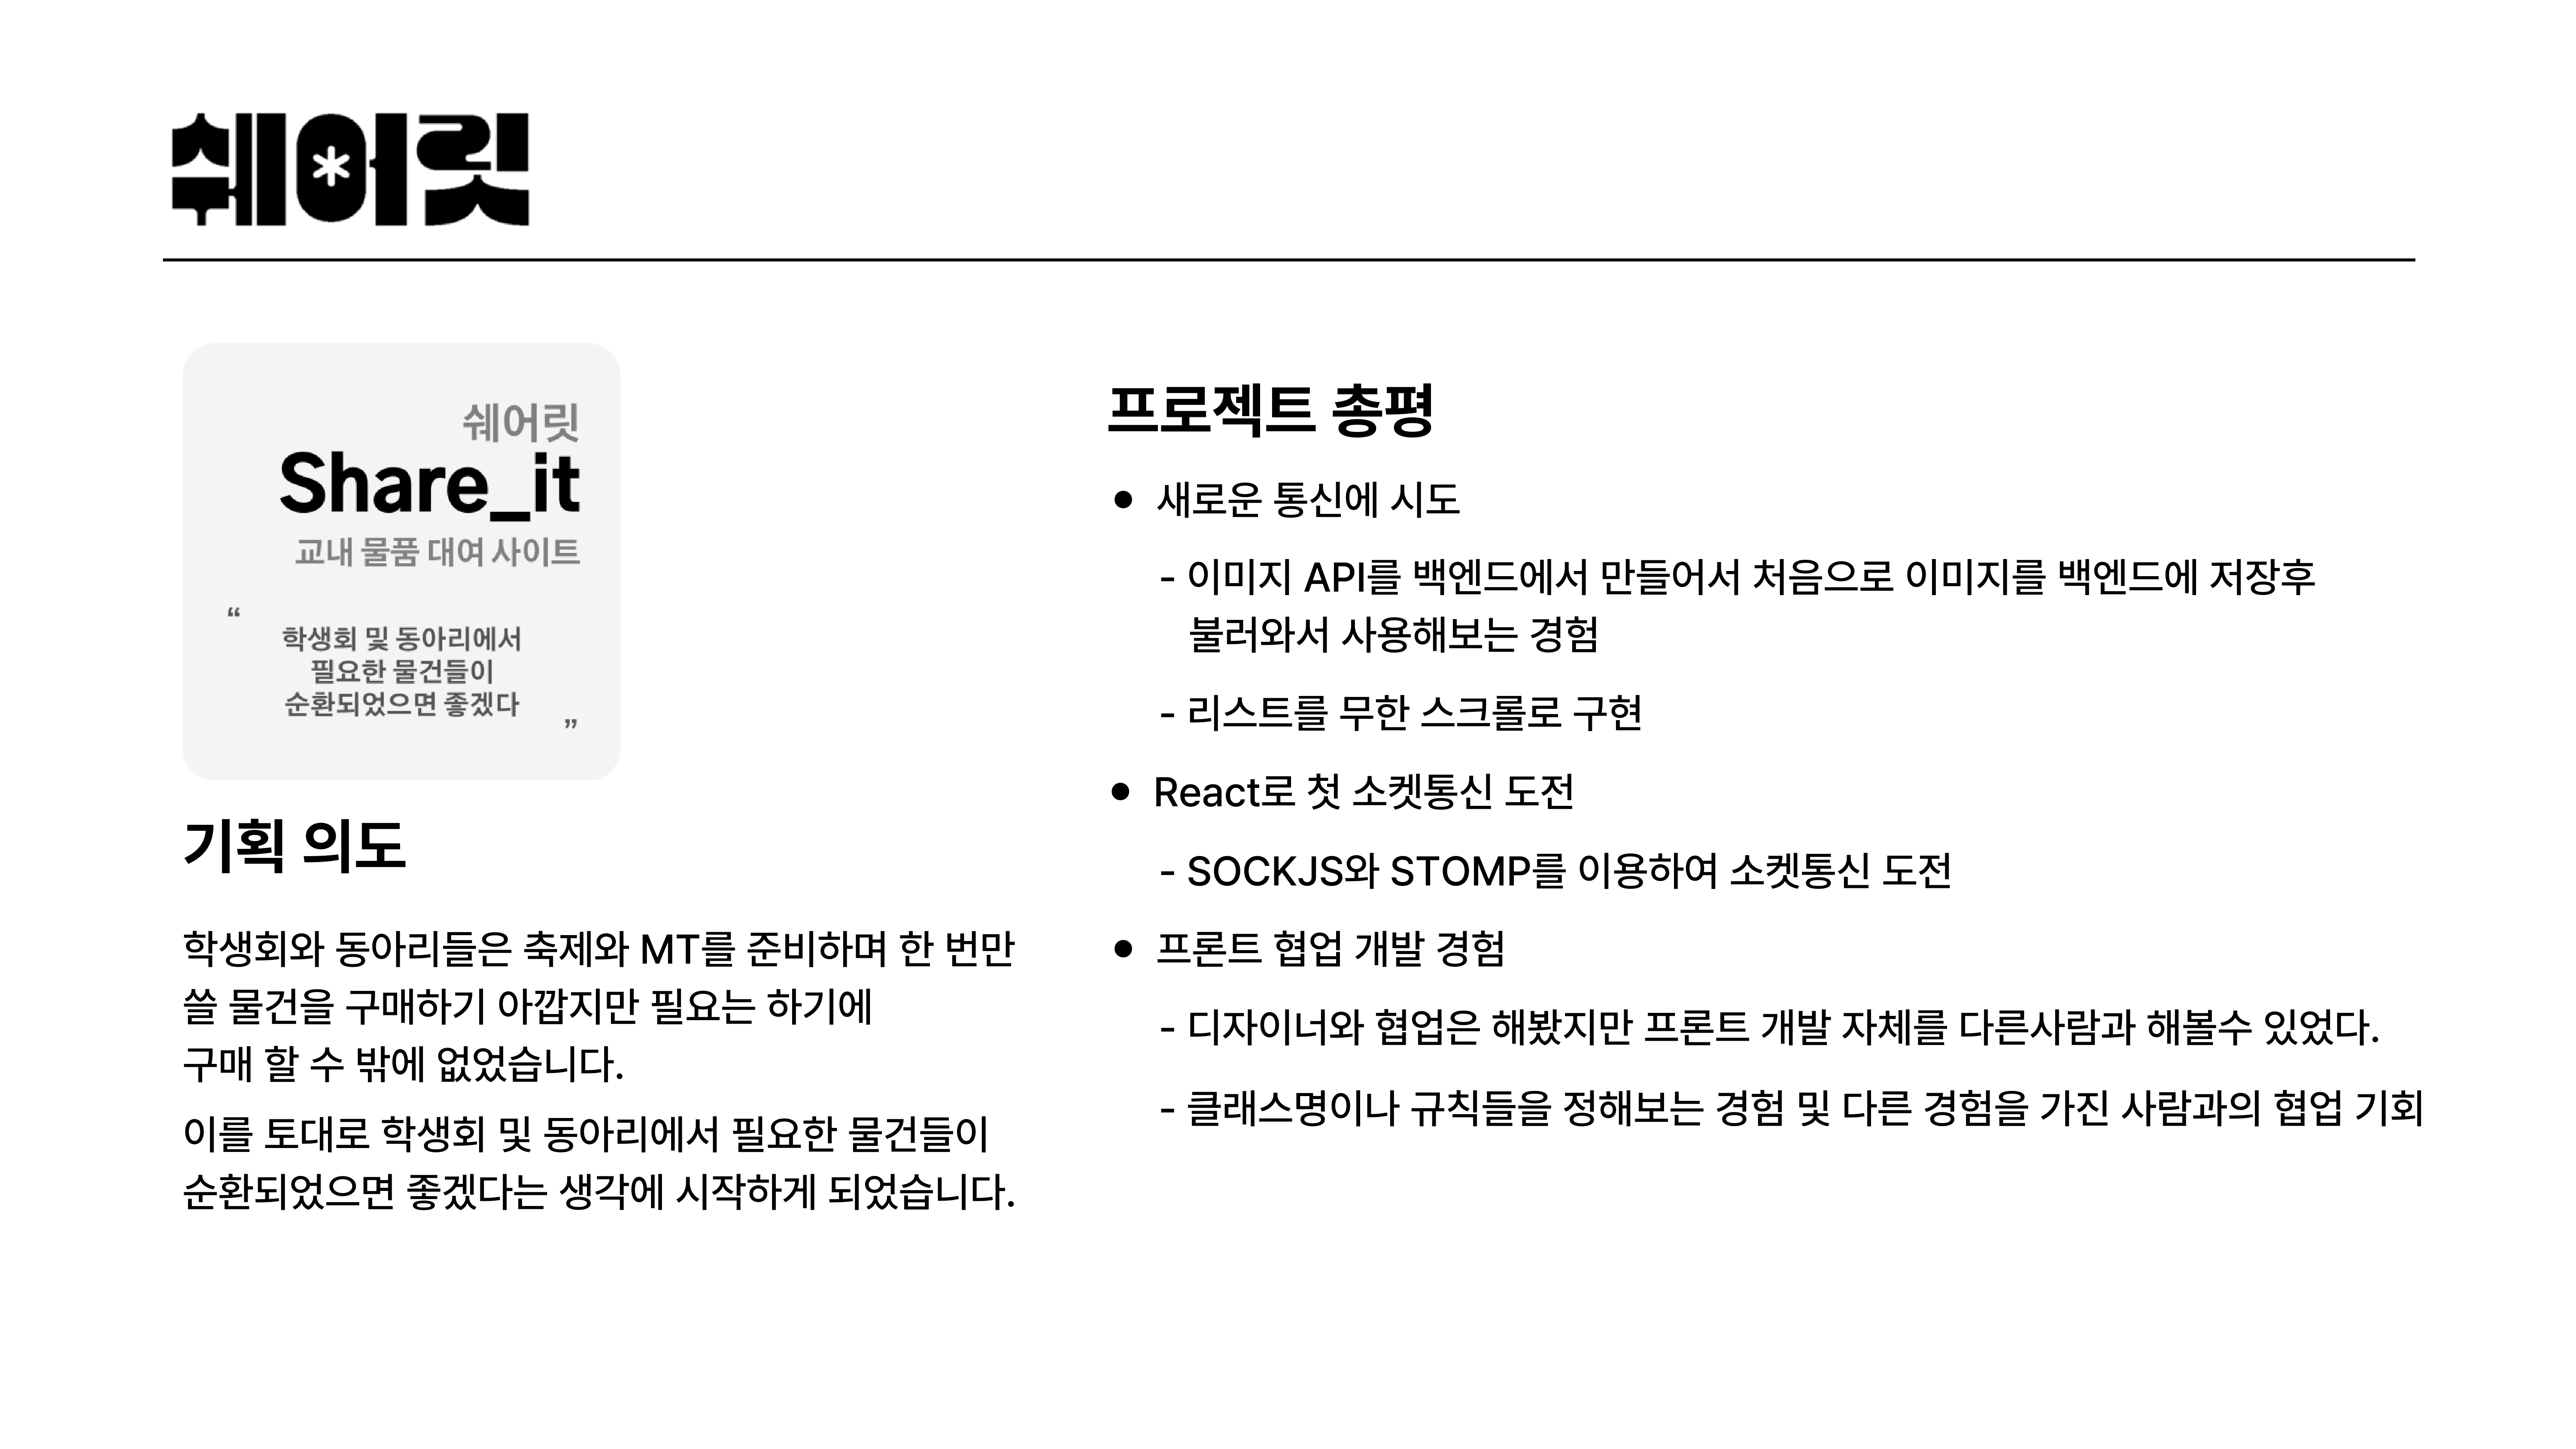 쉐어릿
쉐어릿
Share_it
교내 물품 대여 사이트
“
학생회 및 동아리에서
필요한 물건들이
순환되었으면 좋겠다
”
기획 의도
학생회와 동아리들은 축제와 MT를 준비하며 한 번만
쓸 물건을 구매하기 아깝지만 필요는 하기에
구매 할 수 밖에 없었습니다.
이를 토대로 학생회 및 동아리에서 필요한 물건들이
순환되었으면 좋겠다는 생각에 시작하게 되었습니다.
프로젝트 총평
● 새로운 통신에 시도
- 이미지 API를 백엔드에서 만들어서 처음으로 이미지를 백엔드에 저장후
불러와서 사용해보는 경험
- 리스트를 무한 스크롤로 구현
● React로 첫 소켓통신 도전
- SOCKJS와 STOMP를 이용하여 소켓통신 도전
● 프론트 협업 개발 경험
- 디자이너와 협업은 해봤지만 프론트 개발 자체를 다른사람과 해볼수 있었다.
- 클래스명이나 규칙들을 정해보는 경험 및 다른 경험을 가진 사람과의 협업 기회